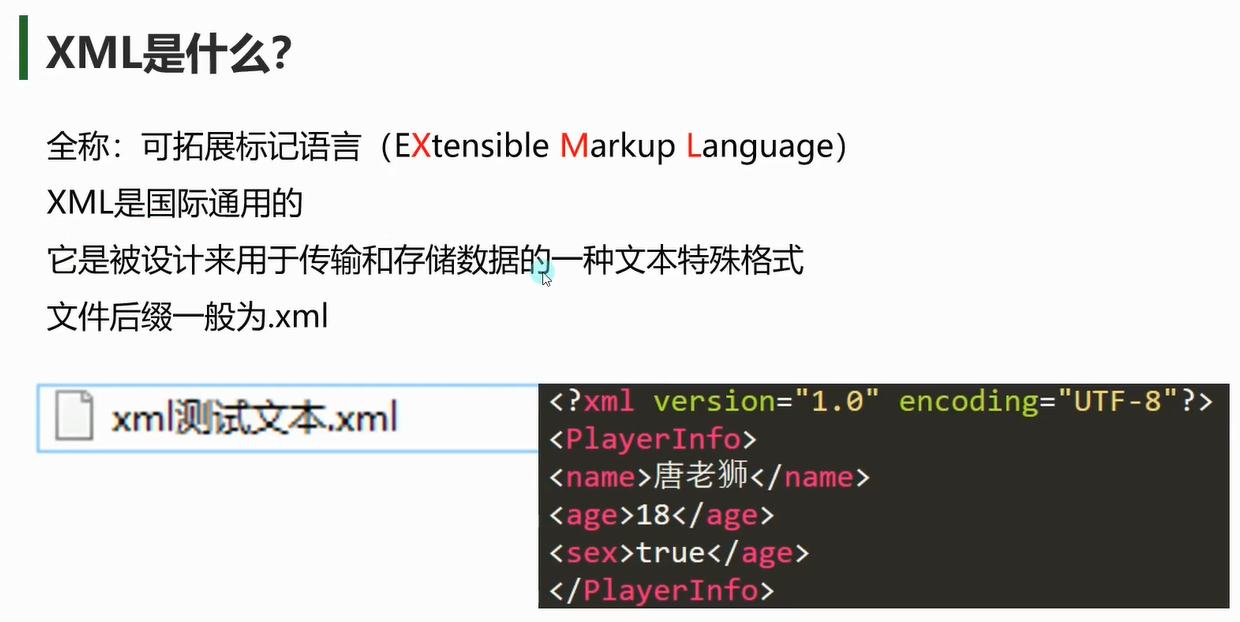 XML是什么？
全称：可拓展标记语言（EXtensible Markup Language）
XML是国际通用的
它是被设计来用于传输和存储数据的一种文本特殊格式
文件后缀一般为.xml
xml测试文本.xml
<?xml version="1.0" encoding="UTF-8"?>
<PlayerInfo>
<name>唐老狮</name>
<age>18</age>
<sex>true</age>
</PlayerInfo>